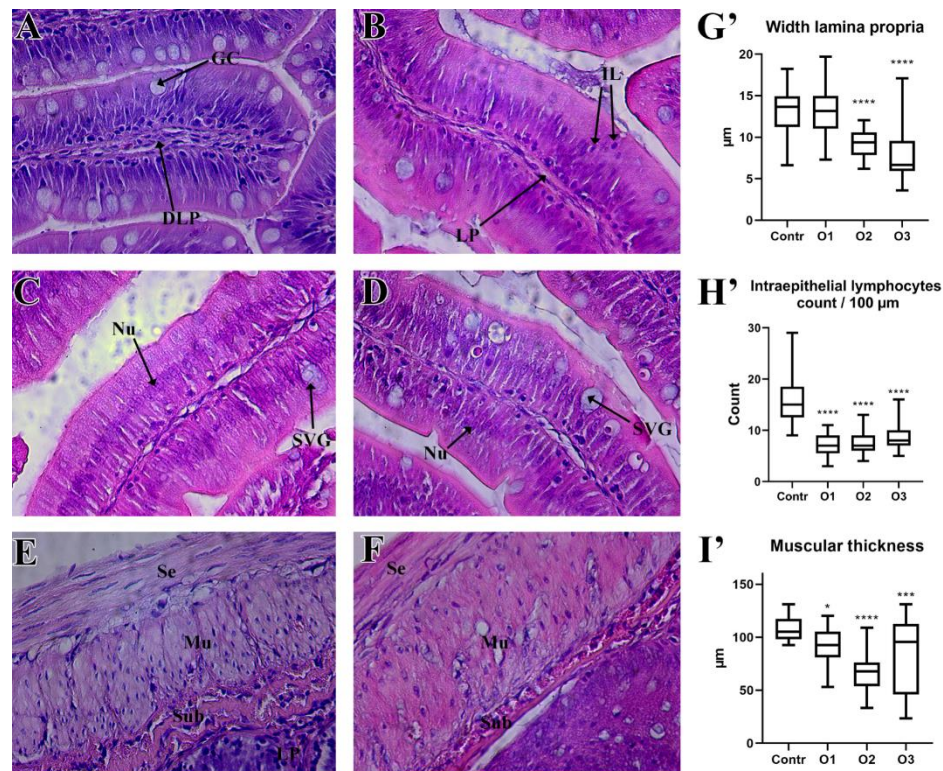 A
GC
DLP
B
IL
LP
G’
Width lamina propria
****
****
20
15
10
5
0
µm
Contr
O1
O2
O3
C
Nu
SVG
D
SVG
Nu
H’
Intraepithelial lymphocytes
count / 100 µm
30
20
10
0
Count
****
****
****
Contr
O1
O2
O3
E
Se
Mu
Sub
LP
F
Se
Mu
Sub
I’
Muscular thickness
150
100
50
0
µm
*
****
***
Contr
O1
O2
O3